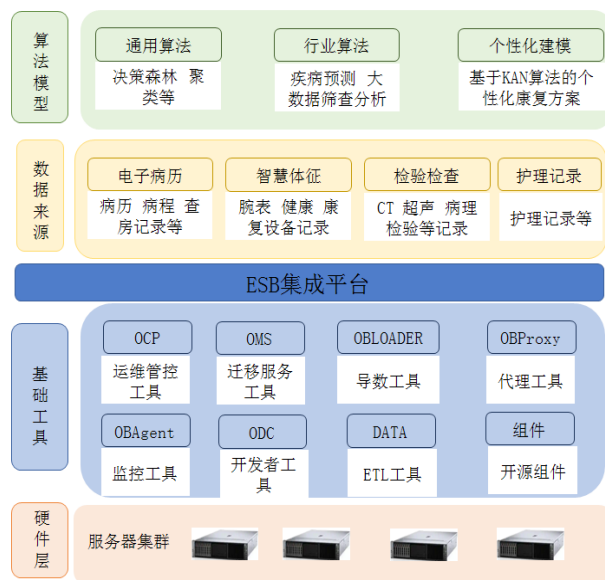 算法模型
通用算法
行业算法
个性化建模
决策森林 聚
类等
疾病预测 大
数据筛查分析
基于KAN算法的个
性化康复方案
数据来源
电子病历
智慧体征
检验检查
护理记录
病历 病程 查
房记录等
腕表 健康 康
复设备记录
CT 超声 病理
检验等记录
护理记录等
ESB集成平台
基础工具
OCP
OMS
OBLOADER
OBProxy
运维管控
工具
迁移服务
工具
导数工具
代理工具
OBAgent
ODC
DATA
组件
监控工具
开发者工
具
ETL工具
开源组件
硬件层
服务器集群